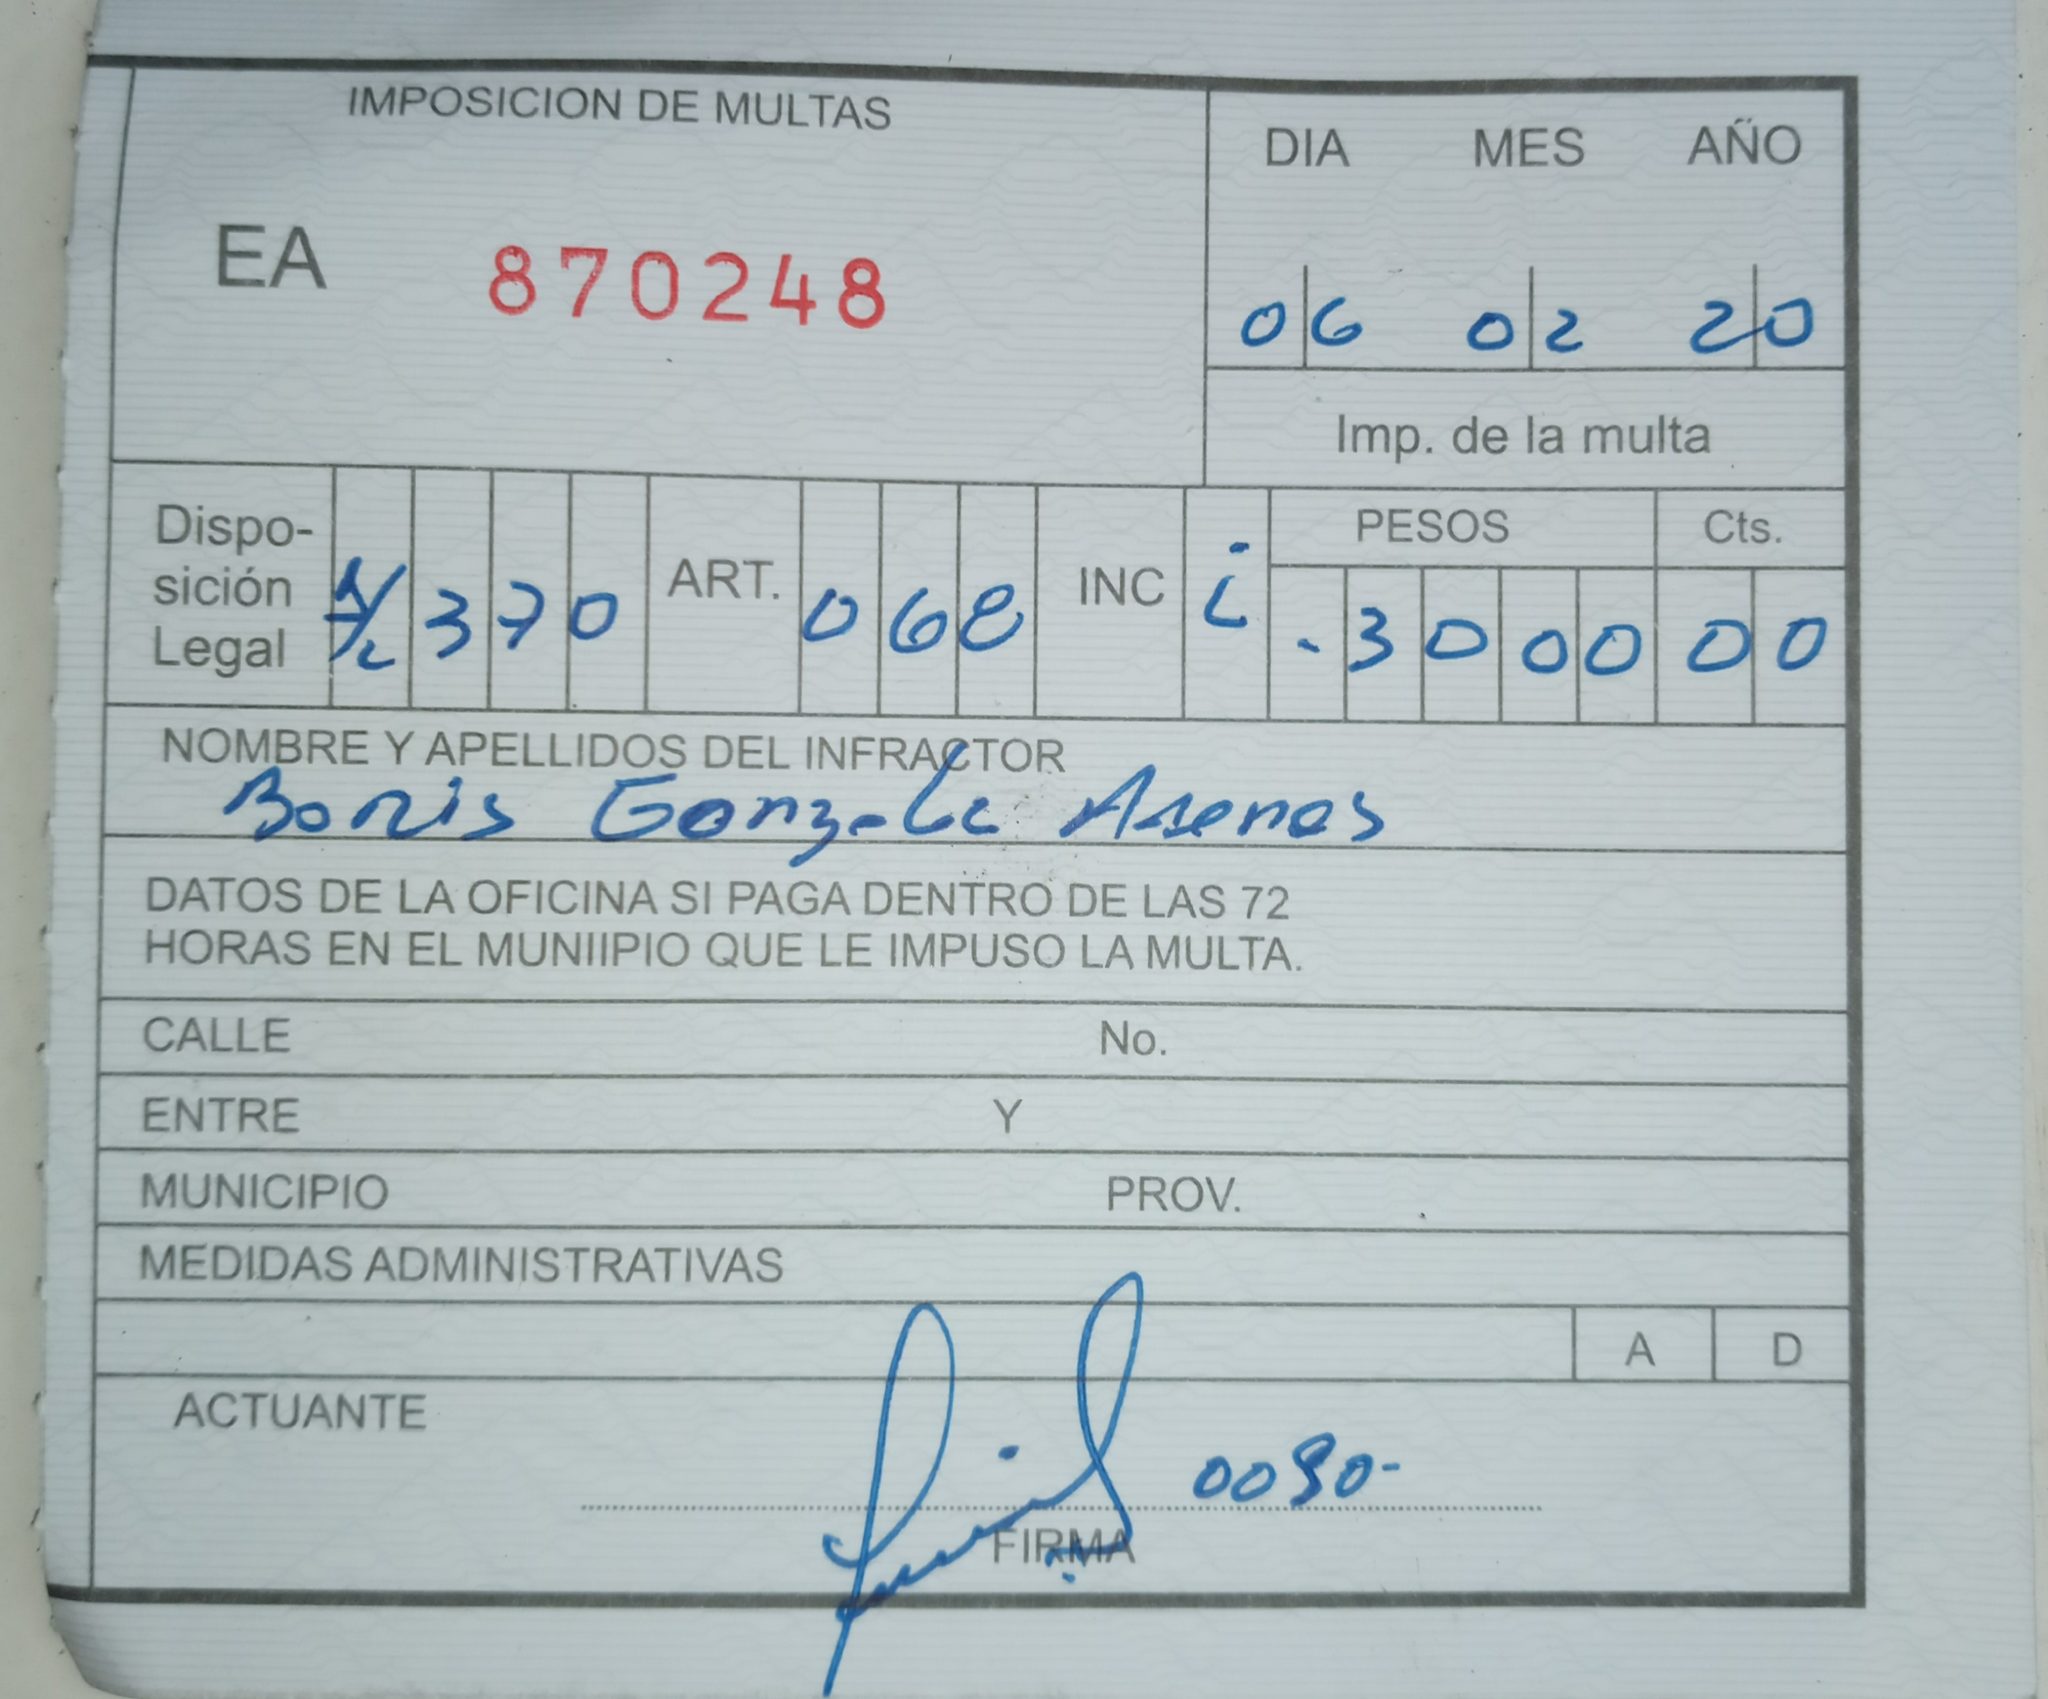 IMPOSICION DE MULTAS
DIA MES AÑO
EA 870248
06 02 20
Imp. de la multa
Dispo-
sición
Legal 370 ART. 068 INC i
PESOS Cts.
-3000 00
NOMBRE Y APELLIDOS DEL INFRACTOR
Boris Gonzalez Arenas
DATOS DE LA OFICINA SI PAGA DENTRO DE LAS 72
HORAS EN EL MUNIIPIO QUE LE IMPUSO LA MULTA.
CALLE No.
ENTRE Y
MUNICIPIO PROV.
MEDIDAS ADMINISTRATIVAS
A D
ACTUANTE
0090-
FIRMA